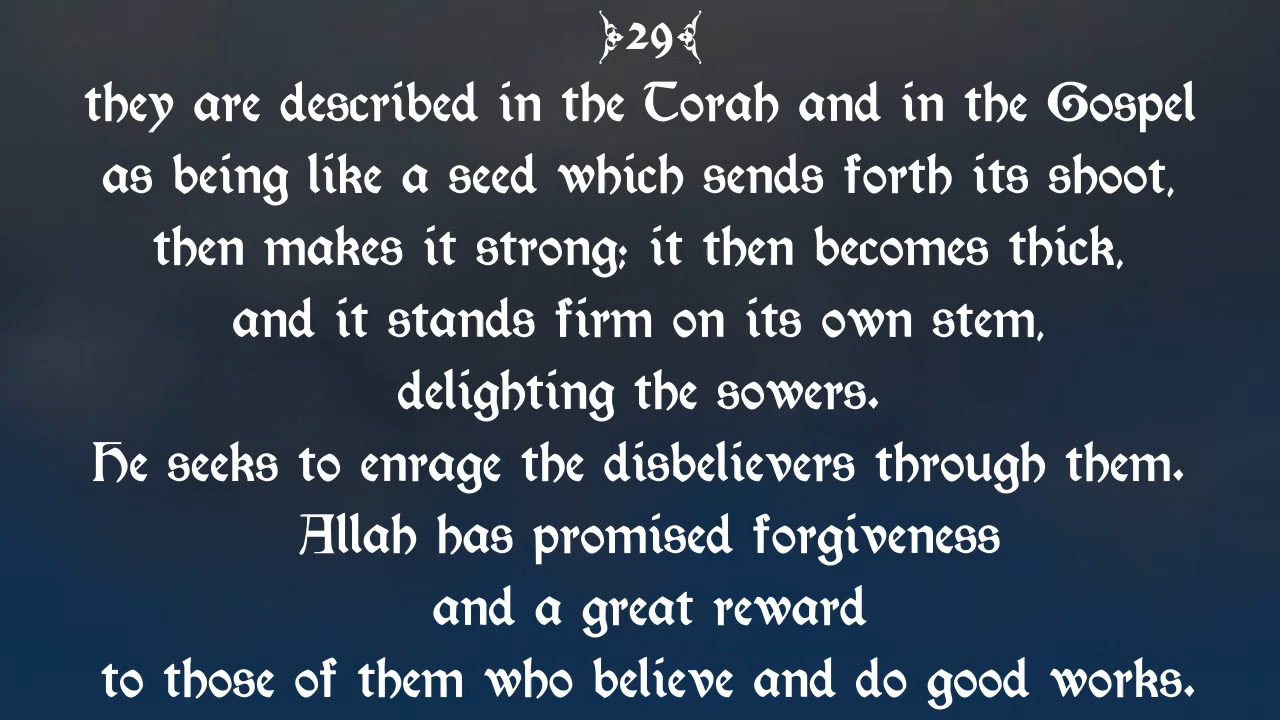 29
they are described in the Torah and in the Gospel
as being like a seed which sends forth its shoot,
then makes it strong; it then becomes thick,
and it stands firm on its own stem,
delighting the sowers.
He seeks to enrage the disbelievers through them.
Allah has promised forgiveness
and a great reward
to those of them who believe and do good works.